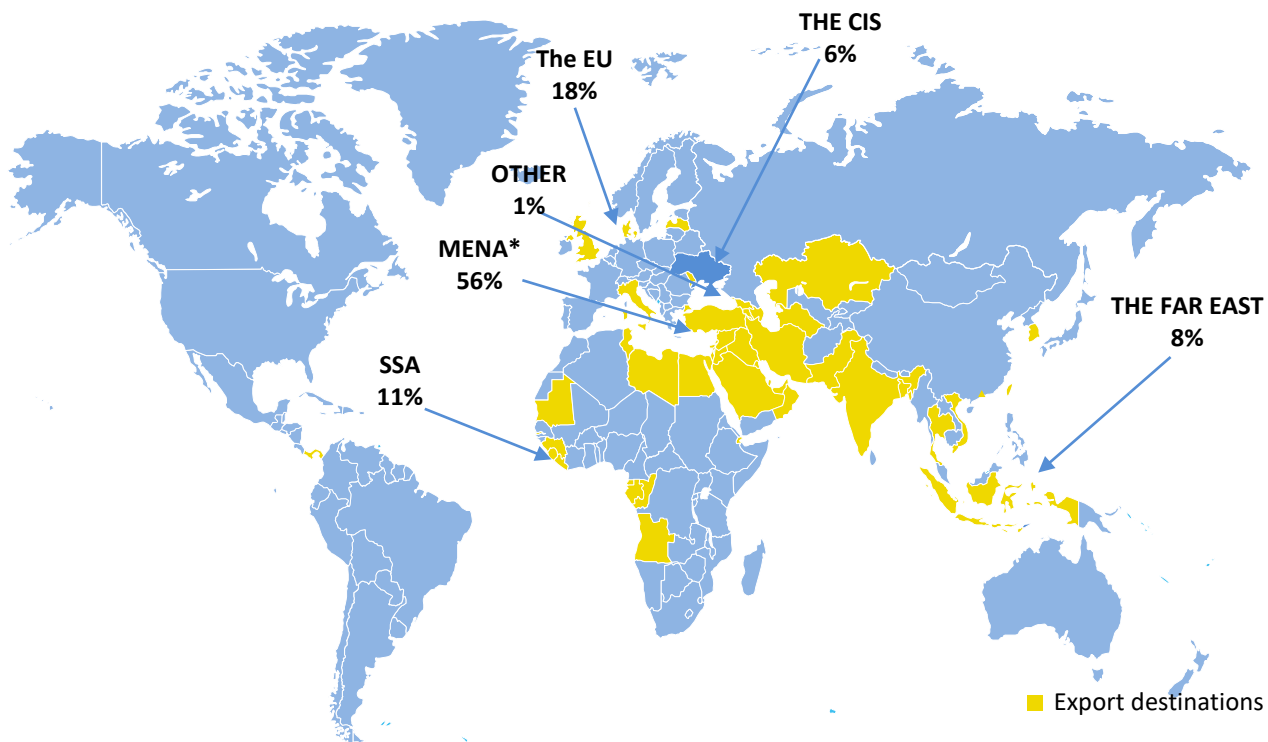 THE CIS
6%
The EU
18%
OTHER
1%
MENA*
56%
THE FAR EAST
8%
SSA
11%
Export destinations